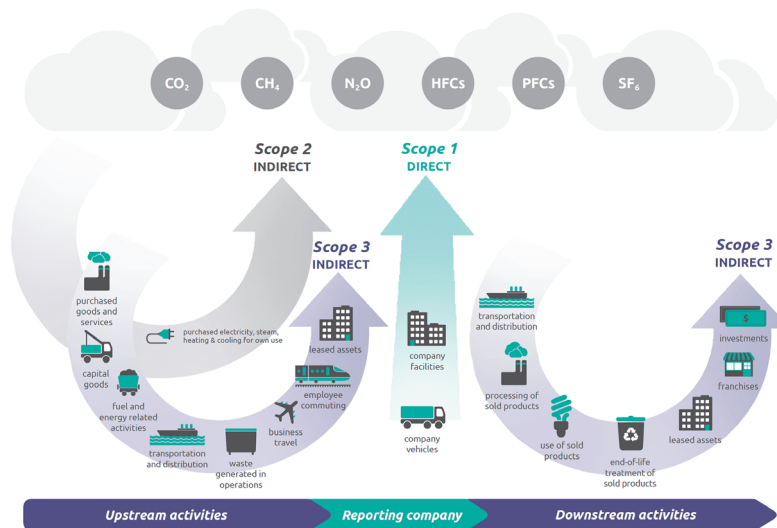 CO₂
CH₄
N₂O
HFCs
PFCs
SF₆
Scope 2
INDIRECT
Scope 1
DIRECT
Scope 3
INDIRECT
Scope 3
INDIRECT
purchased
goods and
services
capital
goods
fuel and
energy related
activities
transportation
and distribution
waste
generated in
operations
business
travel
employee
commuting
leased assets
purchased electricity, steam,
heating & cooling for own use
company
facilities
company
vehicles
transportation
and distribution
processing of
sold products
use of sold
products
end-of-life
treatment of
sold products
leased assets
franchises
$
investments
Upstream activities
Reporting company
Downstream activities